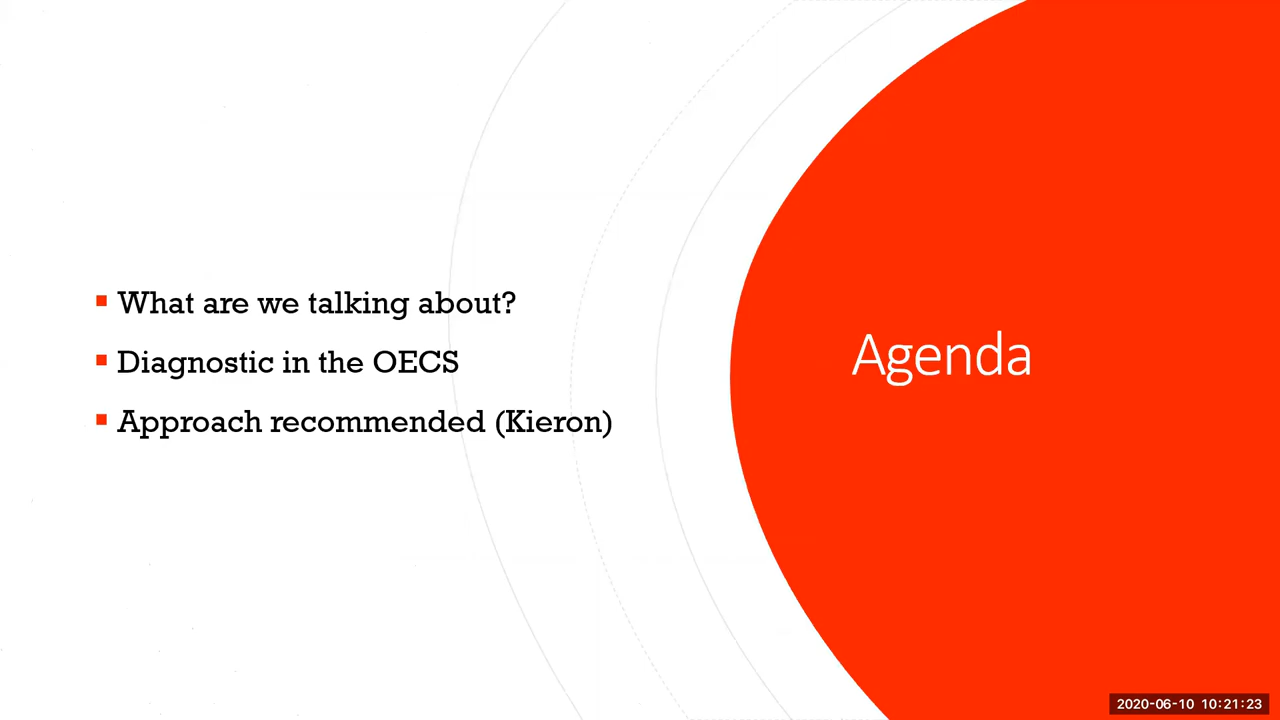 What are we talking about?
Diagnostic in the OECS
Approach recommended (Kieron)
Agenda
2020-06-10 10:21:23